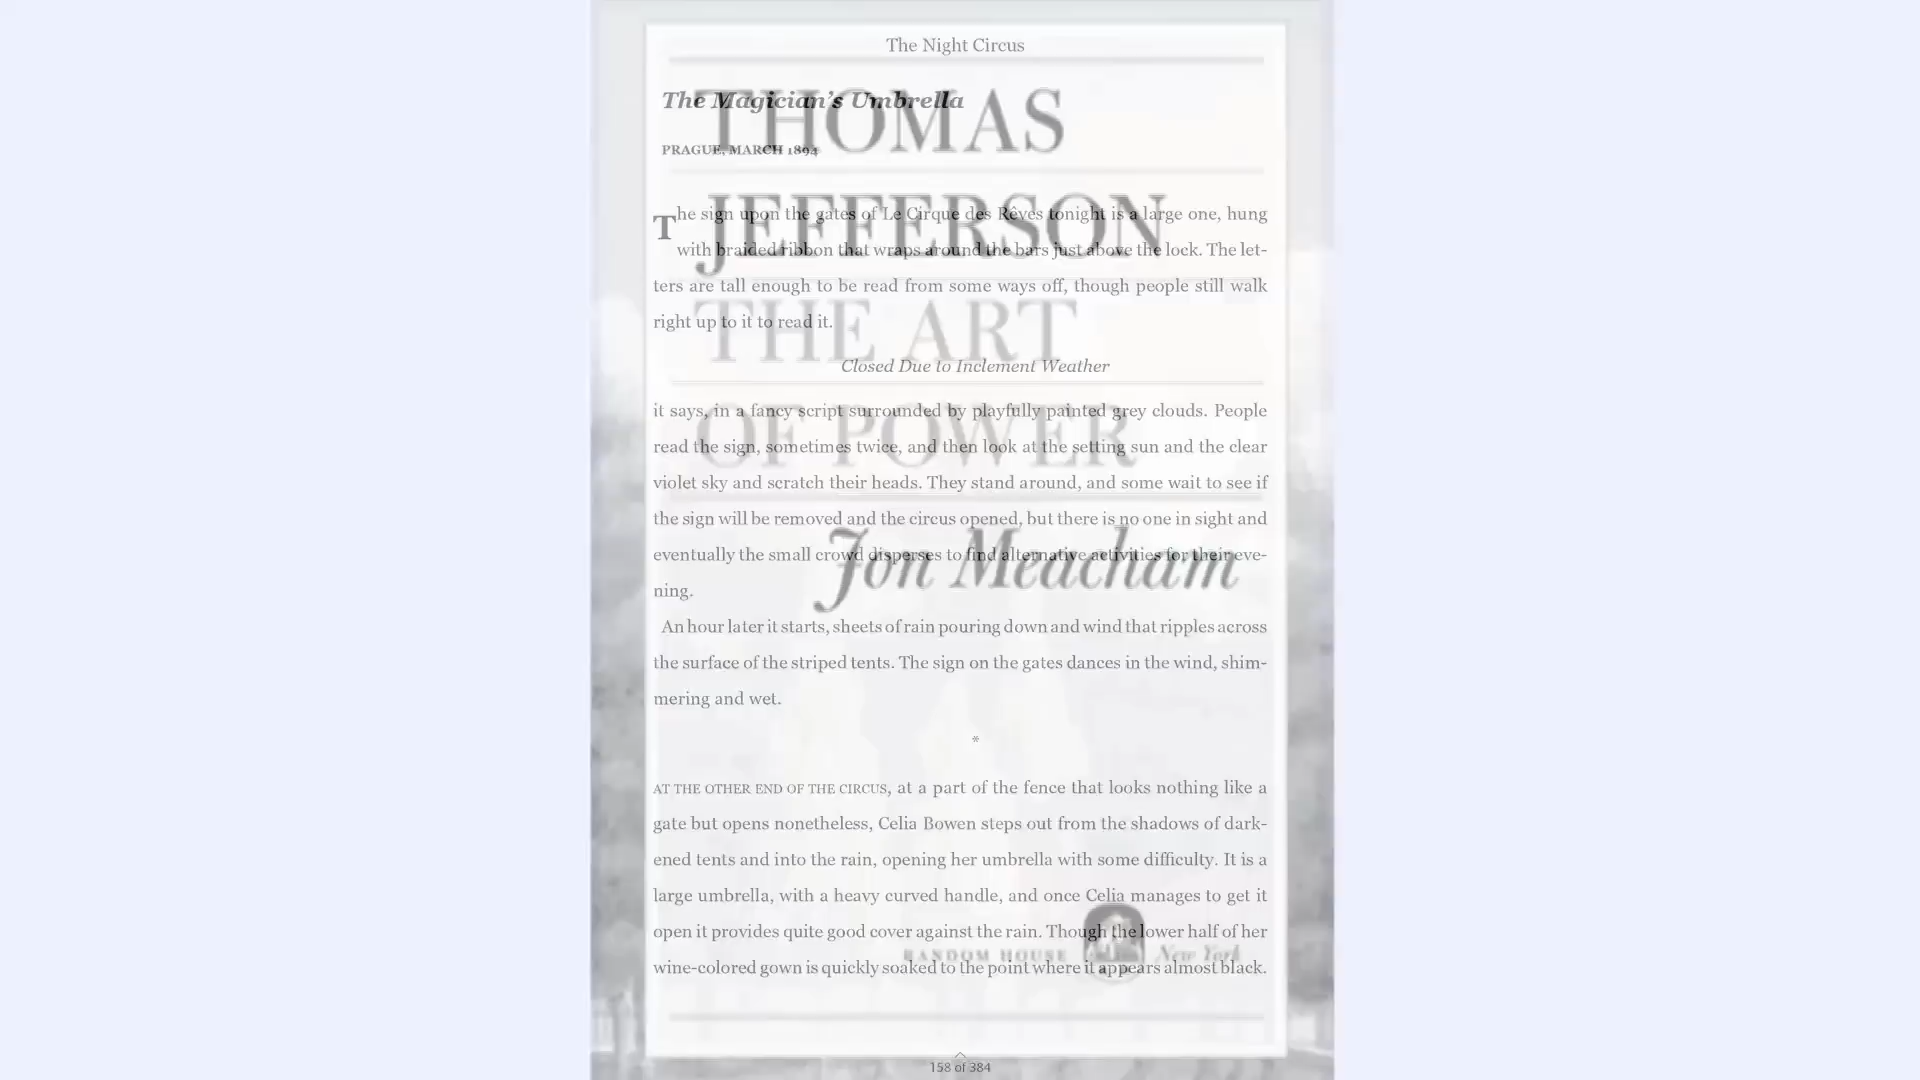 The Night Circus
The Magician's Umbrella
THOMAS
PRAGUE, MARCH 1894
The sign upon the gates of Le Cirque des Rêves tonight is a large one, hung
JEFFERSON
with braided ribbon that wraps around the bars just above the lock. The let-
ters are tall enough to be read from some ways off, though people still walk
right up to it to read it.
THE ART
Closed Due to Inclement Weather
it says, in a fancy script surrounded by playfully painted grey clouds. People
OF POWER
read the sign, sometimes twice, and then look at the setting sun and the clear
violet sky and scratch their heads. They stand around, and some wait to see if
the sign will be removed and the circus opened, but there is no one in sight and
eventually the small crowd disperses to find alternative activities for their eve-
Jon Meacham
ning.
An hour later it starts, sheets of rain pouring down and wind that ripples across
the surface of the striped tents. The sign on the gates dances in the wind, shim-
mering and wet.
*
AT THE OTHER END OF THE CIRCUS, at a part of the fence that looks nothing like a
gate but opens nonetheless, Celia Bowen steps out from the shadows of dark-
ened tents and into the rain, opening her umbrella with some difficulty. It is a
large umbrella, with a heavy curved handle, and once Celia manages to get it
open it provides quite good cover against the rain. Though the lower half of her
RANDOM HOUSE New York
wine-colored gown is quickly soaked to the point where it appears almost black.
158 of 384